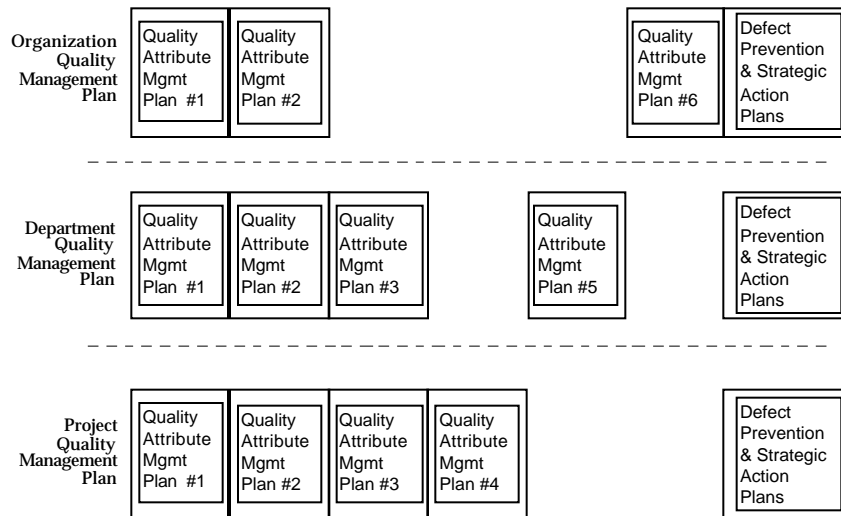 Organization
Quality
Management
Plan
Quality
Attribute
Mgmt
Plan #1
Quality
Attribute
Mgmt
Plan #2
Quality
Attribute
Mgmt
Plan #6
Defect
Prevention
& Strategic
Action
Plans
Department
Quality
Management
Plan
Quality
Attribute
Mgmt
Plan #1
Quality
Attribute
Mgmt
Plan #2
Quality
Attribute
Mgmt
Plan #3
Quality
Attribute
Mgmt
Plan #5
Defect
Prevention
& Strategic
Action
Plans
Project
Quality
Management
Plan
Quality
Attribute
Mgmt
Plan #1
Quality
Attribute
Mgmt
Plan #2
Quality
Attribute
Mgmt
Plan #3
Quality
Attribute
Mgmt
Plan #4
Defect
Prevention
& Strategic
Action
Plans